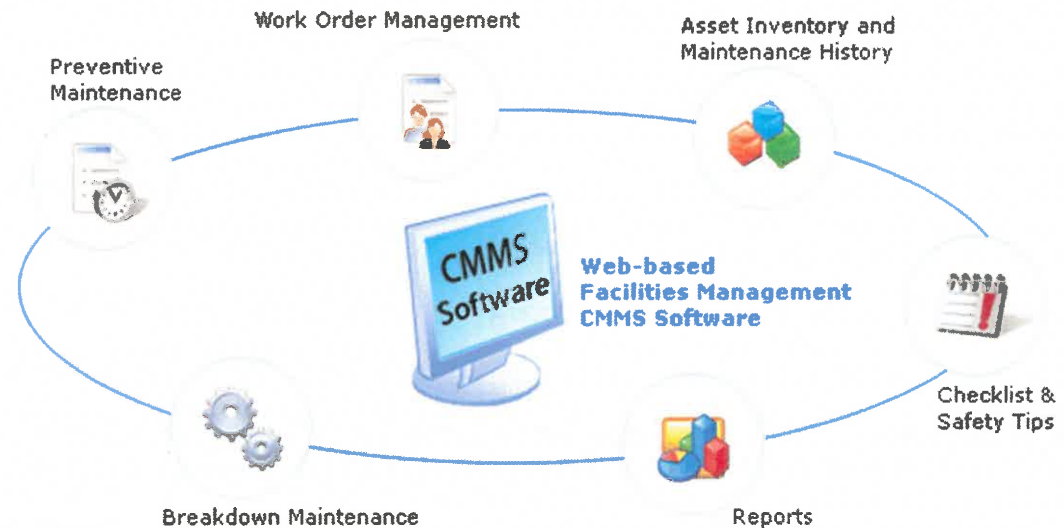 Work Order Management
Asset Inventory and
Maintenance History
Preventive
Maintenance
CMMS
Software
Web-based
Facilities Management
CMMS Software
Checklist &
Safety Tips
Breakdown Maintenance
Reports